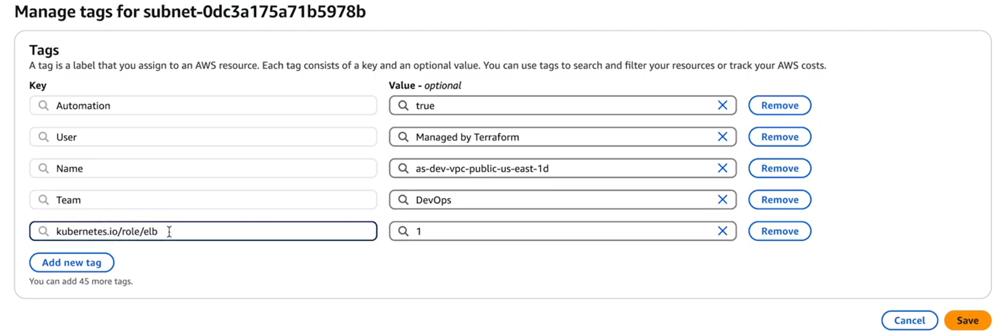 Manage tags for subnet-0dc3a175a71b5978b
Tags
A tag is a label that you assign to an AWS resource. Each tag consists of a key and an optional value. You can use tags to search and filter your resources or track your AWS costs.
Key Value - optional
Automation true Remove
User Managed by Terraform Remove
Name as-dev-vpc-public-us-east-1d Remove
Team DevOps Remove
kubernetes.io/role/elb 1 Remove
Add new tag
You can add 45 more tags.
Cancel Save